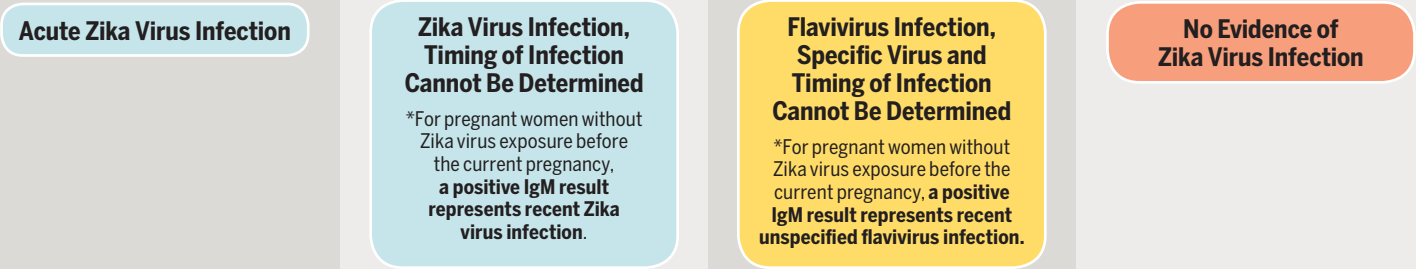 Acute Zika Virus Infection
Zika Virus Infection,
Timing of Infection
Cannot Be Determined
*For pregnant women without
Zika virus exposure before
the current pregnancy,
a positive IgM result
represents recent Zika
virus infection.
Flavivirus Infection,
Specific Virus and
Timing of Infection
Cannot Be Determined
*For pregnant women without
Zika virus exposure before the
current pregnancy, a positive
IgM result represents recent
unspecified flavivirus infection.
No Evidence of
Zika Virus Infection